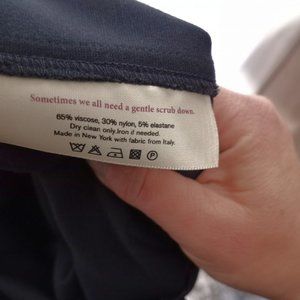 Sometimes we all need a gentle scrub down.
65% viscose, 30% nylon, 5% elastane
Dry clean only.Iron if needed.
Made in New York with fabric from Italy.